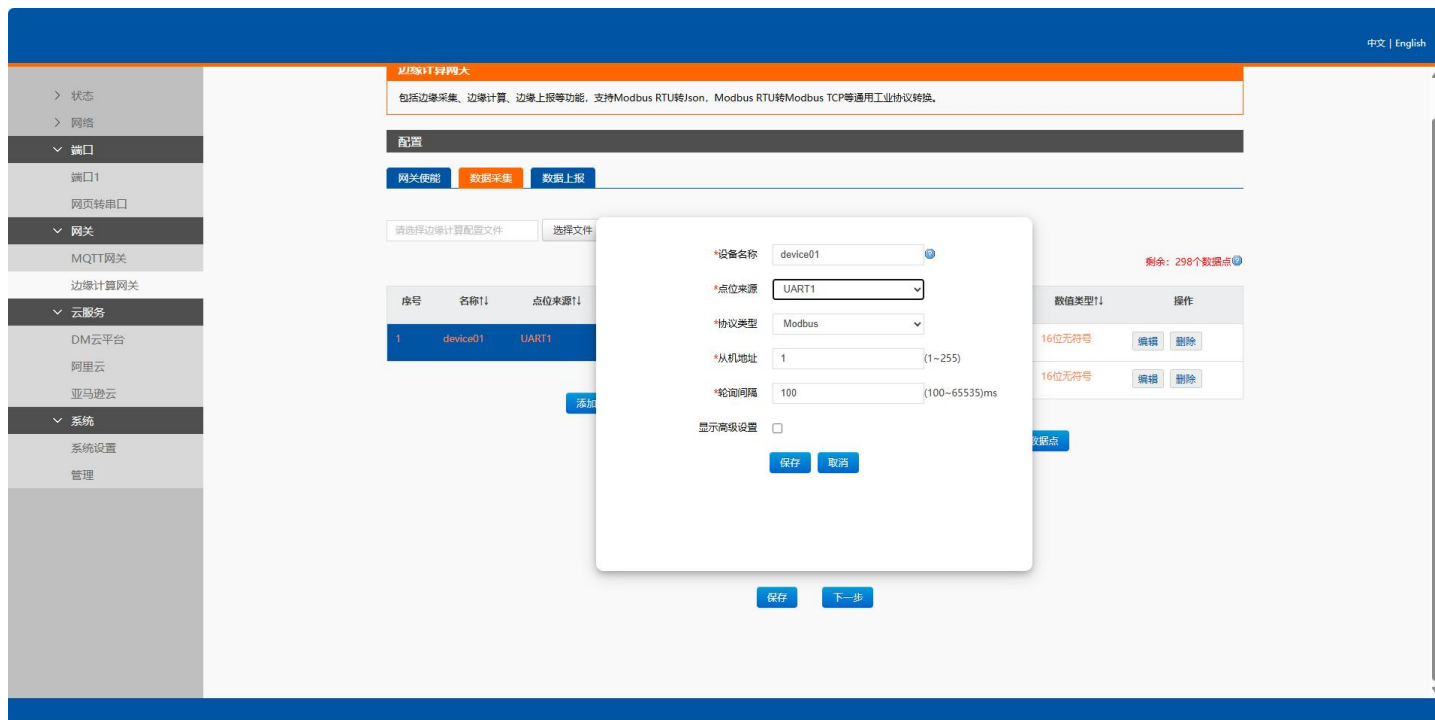 中文 | English
边缘计算网关
包括边缘采集、边缘计算、边缘上报等功能，支持Modbus RTU转Json，Modbus RTU转Modbus TCP等通用工业协议转换。
状态
网络
端口
端口1
网页转串口
网关
MQTT网关
边缘计算网关
云服务
DM云平台
阿里云
亚马逊云
系统
系统设置
管理
配置
网关使能 数据采集 数据上报
请选择边缘计算配置文件 选择文件
剩余：298个数据点
序号 名称↑↓ 点位来源↑↓ 数值类型↑↓ 操作
1 device01 UART1 16位无符号 编辑 删除
16位无符号 编辑 删除
添加
数据点
*设备名称 device01
*点位来源 UART1
*协议类型 Modbus
*从机地址 1 (1~255)
*轮询间隔 100 (100~65535)ms
显示高级设置
保存 取消
保存 下一步